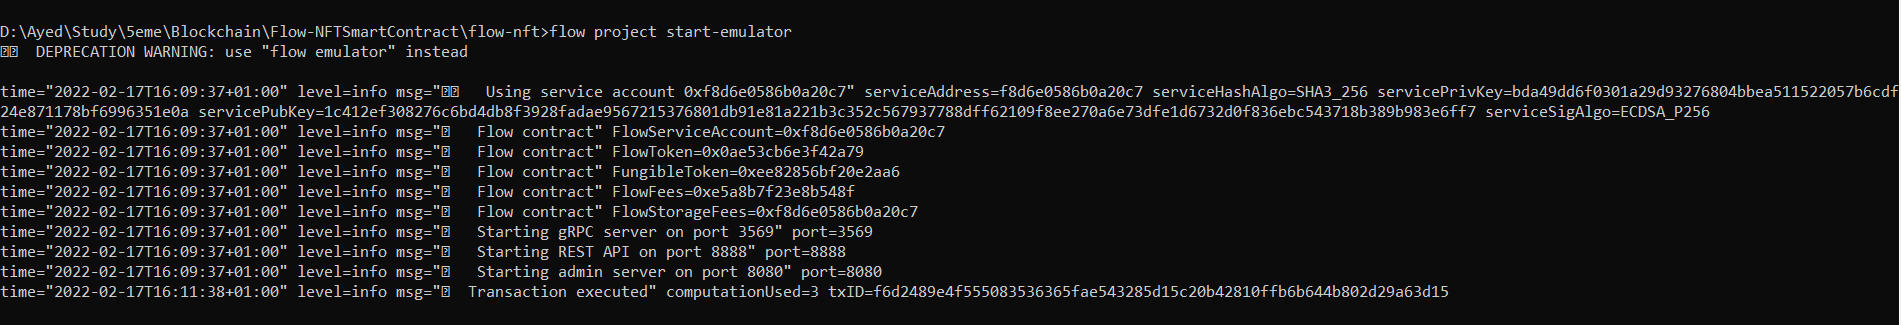 D:\Ayed\Study\5eme\Blockchain\Flow-NFTSmartContract\flow-nft>flow project start-emulator
DEPRECATION WARNING: use "flow emulator" instead
time="2022-02-17T16:09:37+01:00" level=info msg="⍰⍰   Using service account 0xf8d6e0586b0a20c7" serviceAddress=f8d6e0586b0a20c7 serviceHashAlgo=SHA3_256 servicePrivKey=bda49dd6f0301a29d93276804bbea511522057b6cdf
24e871178bf6996351e0a servicePubKey=1c412ef308276c6bd4db8f3928fadae9567215376801db91e81a221b3c352c567937788dff62109f8ee270a6e73dfe1d6732d0f836ebc543718b389b983e6ff7 serviceSigAlgo=ECDSA_P256
time="2022-02-17T16:09:37+01:00" level=info msg="⍰   Flow contract" FlowServiceAccount=0xf8d6e0586b0a20c7
time="2022-02-17T16:09:37+01:00" level=info msg="⍰   Flow contract" FlowToken=0x0ae53cb6e3f42a79
time="2022-02-17T16:09:37+01:00" level=info msg="⍰   Flow contract" FungibleToken=0xee82856bf20e2aa6
time="2022-02-17T16:09:37+01:00" level=info msg="⍰   Flow contract" FlowFees=0xe5a8b7f23e8b548f
time="2022-02-17T16:09:37+01:00" level=info msg="⍰   Flow contract" FlowStorageFees=0xf8d6e0586b0a20c7
time="2022-02-17T16:09:37+01:00" level=info msg="⍰   Starting gRPC server on port 3569" port=3569
time="2022-02-17T16:09:37+01:00" level=info msg="⍰   Starting REST API on port 8888" port=8888
time="2022-02-17T16:09:37+01:00" level=info msg="⍰   Starting admin server on port 8080" port=8080
time="2022-02-17T16:11:38+01:00" level=info msg="⍰  Transaction executed" computationUsed=3 txID=f6d2489e4f555083536365fae543285d15c20b42810ffb6b644b802d29a63d15